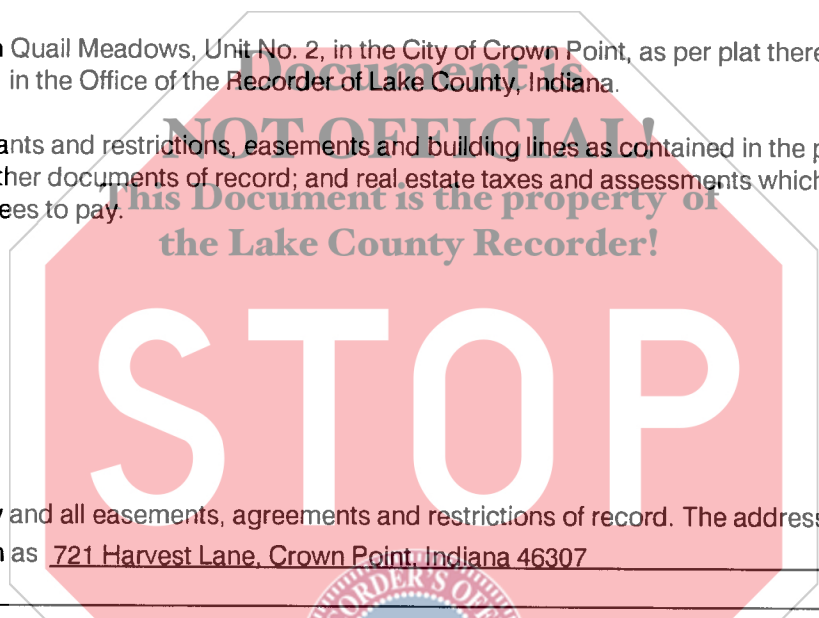 Quail Meadows, Unit No. 2, in the City of Crown Point, as per plat there
in the Office of the Recorder of Lake County, Indiana.
Document is
ants and restrictions, easements and building lines as contained in the p
NOT OFFICIAL!
ther documents of record; and real estate taxes and assessments which
This Document is the property of
ees to pay.
the Lake County Recorder!
STOP
y and all easements, agreements and restrictions of record. The address
as 721 Harvest Lane, Crown Point, Indiana 46307
ORDER'S OF